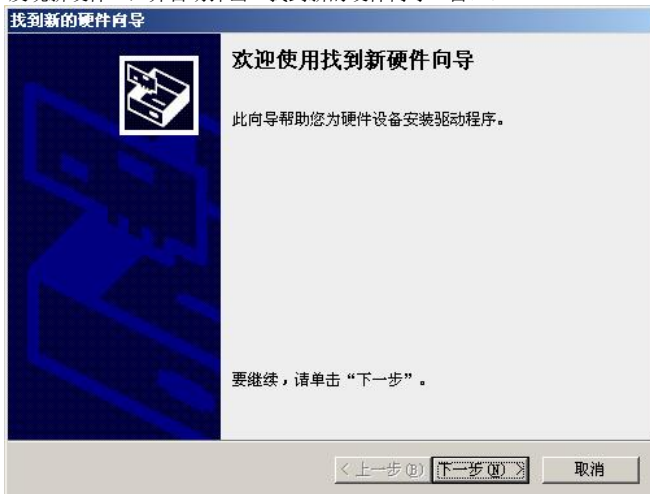 找到新的硬件向导
欢迎使用找到新硬件向导
此向导帮助您为硬件设备安装驱动程序。
要继续，请单击“下一步”。
< 上一步(B)
下一步(N) >
取消